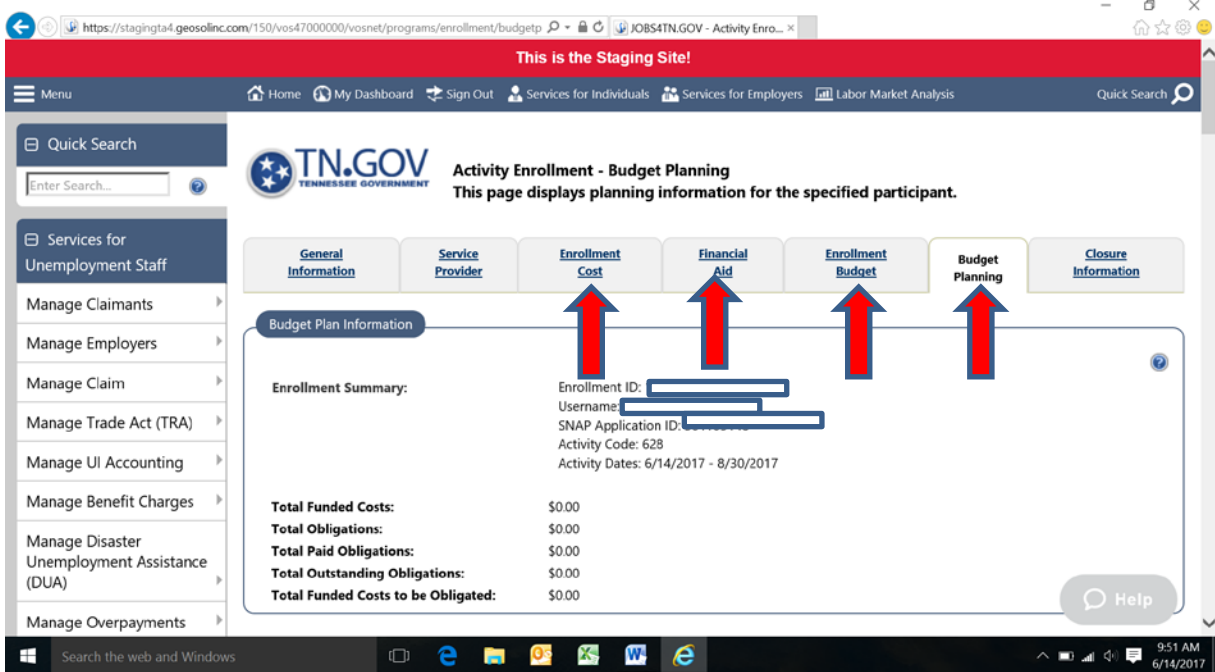 https://stagingta4.geosolinc.com/150/vos47000000/vosnet/programs/enrollment/budgetp
JOBS4TN.GOV - Activity Enro...
This is the Staging Site!
Menu
Home
My Dashboard
Sign Out
Services for Individuals
Services for Employers
Labor Market Analysis
Quick Search
Quick Search
Enter Search...
Services for
Unemployment Staff
Manage Claimants
Manage Employers
Manage Claim
Manage Trade Act (TRA)
Manage UI Accounting
Manage Benefit Charges
Manage Disaster
Unemployment Assistance
(DUA)
Manage Overpayments
TN.GOV
TENNESSEE GOVERNMENT
Activity Enrollment - Budget Planning
This page displays planning information for the specified participant.
General
Information
Service
Provider
Enrollment
Cost
Financial
Aid
Enrollment
Budget
Budget
Planning
Closure
Information
Budget Plan Information
Enrollment Summary:
Enrollment ID:
Username:
SNAP Application ID:
Activity Code: 628
Activity Dates: 6/14/2017 - 8/30/2017
Total Funded Costs: $0.00
Total Obligations: $0.00
Total Paid Obligations: $0.00
Total Outstanding Obligations: $0.00
Total Funded Costs to be Obligated: $0.00
Help
Search the web and Windows
9:51 AM
6/14/2017